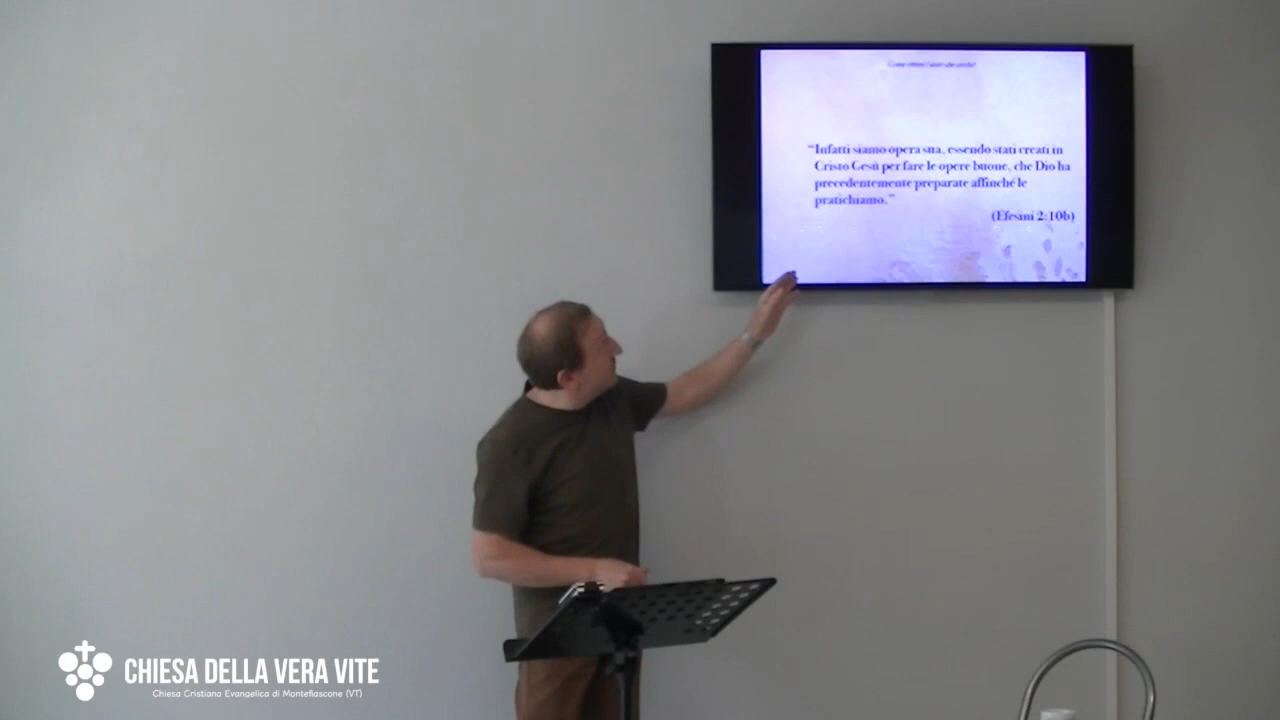 “Infatti siamo opera sua, essendo stati creati in
Cristo Gesù per fare le opere buone, che Dio ha
precedentemente preparate affinché le
pratichiamo.”
(Efesini 2:10b)
CHIESA DELLA VERA VITE
Chiesa Cristiana Evangelica di Montefiascone (VT)